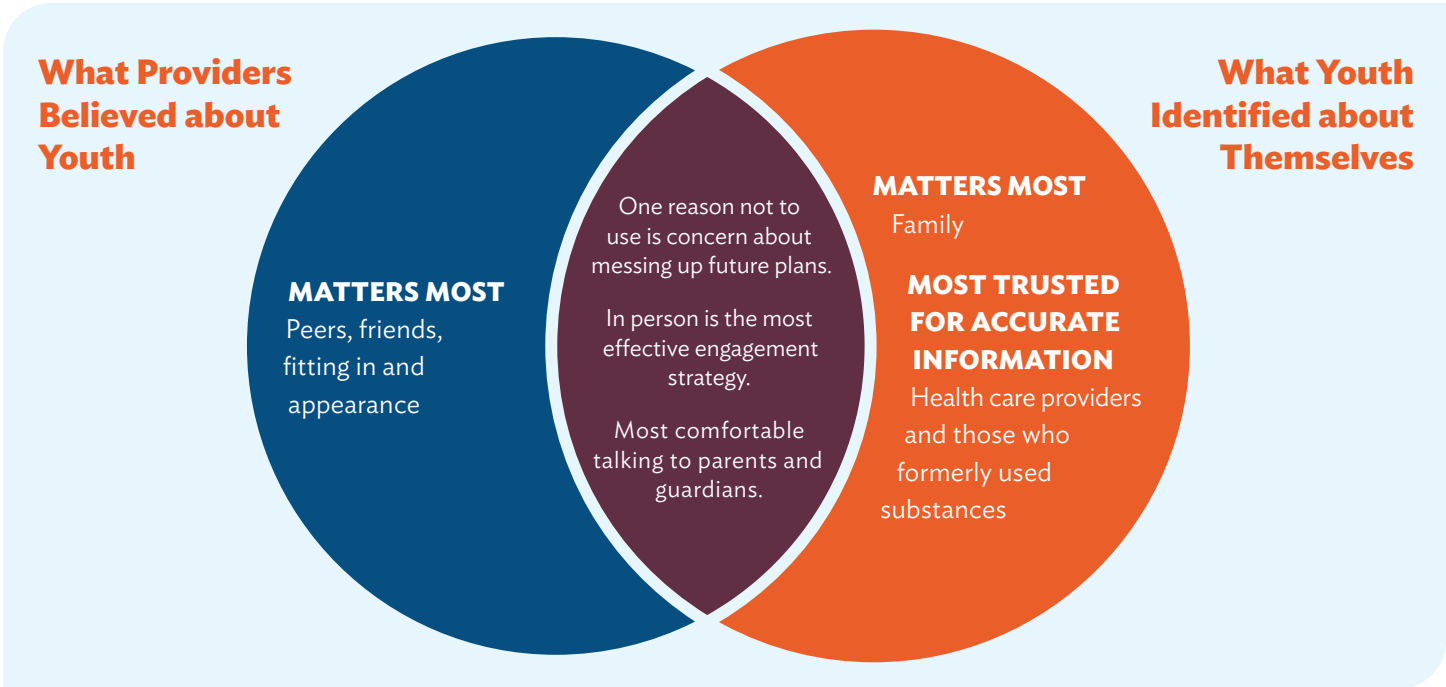 What Providers
Believed about
Youth
MATTERS MOST
Peers, friends,
fitting in and
appearance
One reason not to
use is concern about
messing up future plans.
In person is the most
effective engagement
strategy.
Most comfortable
talking to parents and
guardians.
What Youth
Identified about
Themselves
MATTERS MOST
Family
MOST TRUSTED
FOR ACCURATE
INFORMATION
Health care providers
and those who
formerly used
substances